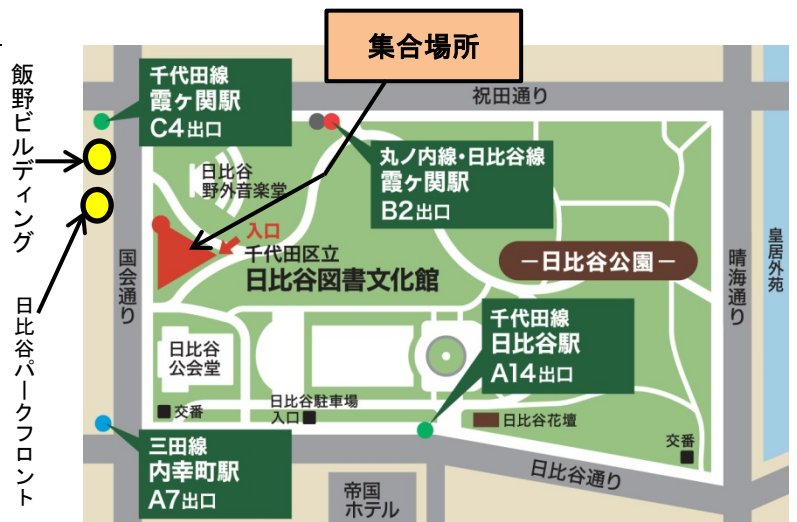 集合場所
飯野ビルディング
日比谷パークフロント
千代田線
霞ヶ関駅
C4出口
祝田通り
丸ノ内線・日比谷線
霞ヶ関駅
B2出口
日比谷
野外音楽堂
入口
千代田区立
日比谷図書文化館
－日比谷公園－
国会通り
晴海通り
皇居外苑
千代田線
日比谷駅
A14出口
日比谷
公会堂
交番
日比谷駐車場
入口
日比谷花壇
交番
三田線
内幸町駅
A7出口
日比谷通り
帝国
ホテル